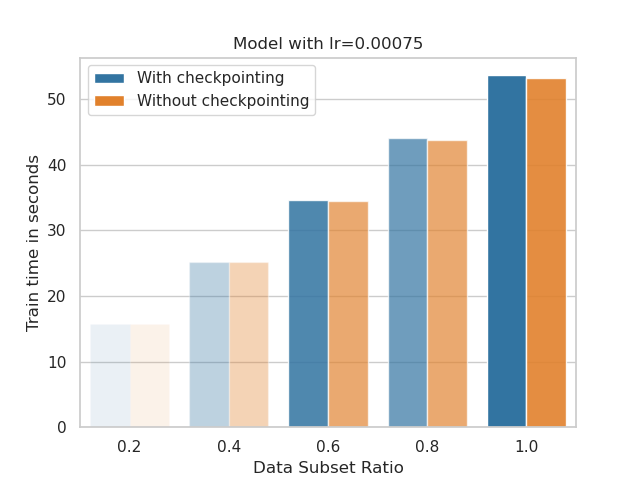 Model with lr=0.00075
With checkpointing
Without checkpointing
Train time in seconds
50
40
30
20
10
0
0.2 0.4 0.6 0.8 1.0
Data Subset Ratio